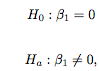 H₀ : β₁ = 0
Hₐ : β₁ ≠ 0,